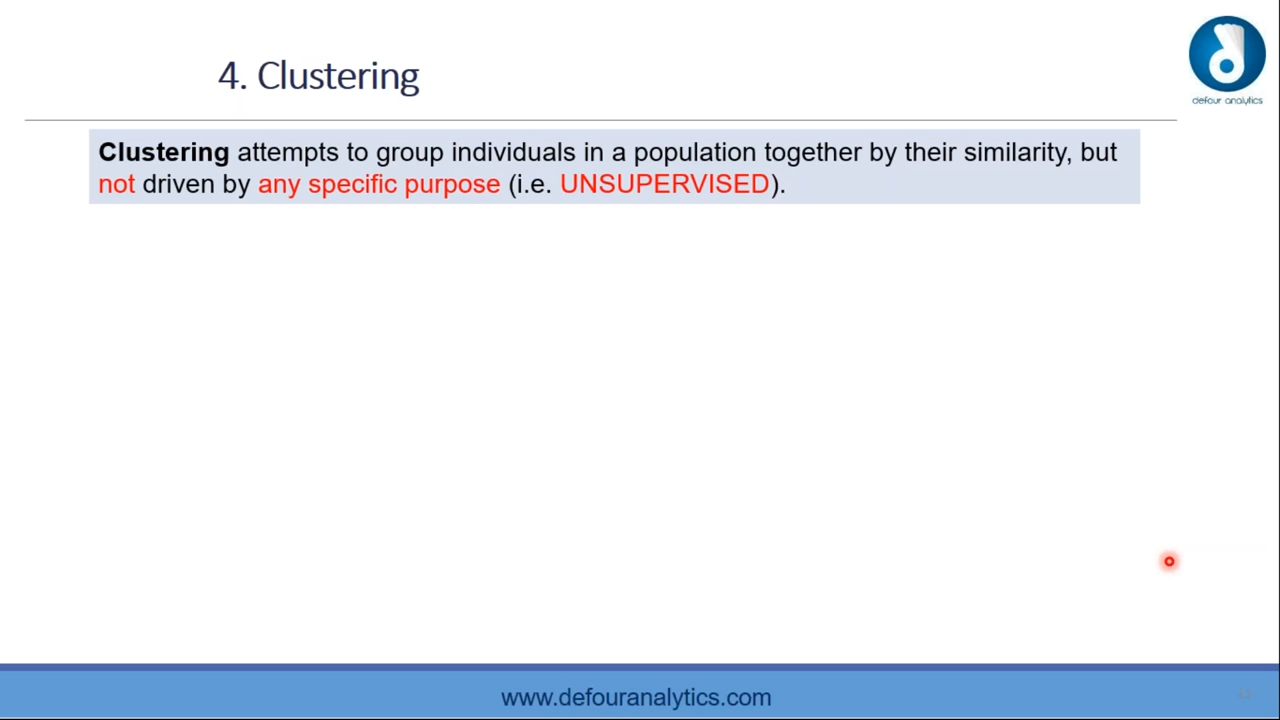 4. Clustering
defour analytics
Clustering attempts to group individuals in a population together by their similarity, but
not driven by any specific purpose (i.e. UNSUPERVISED).
www.defouranalytics.com